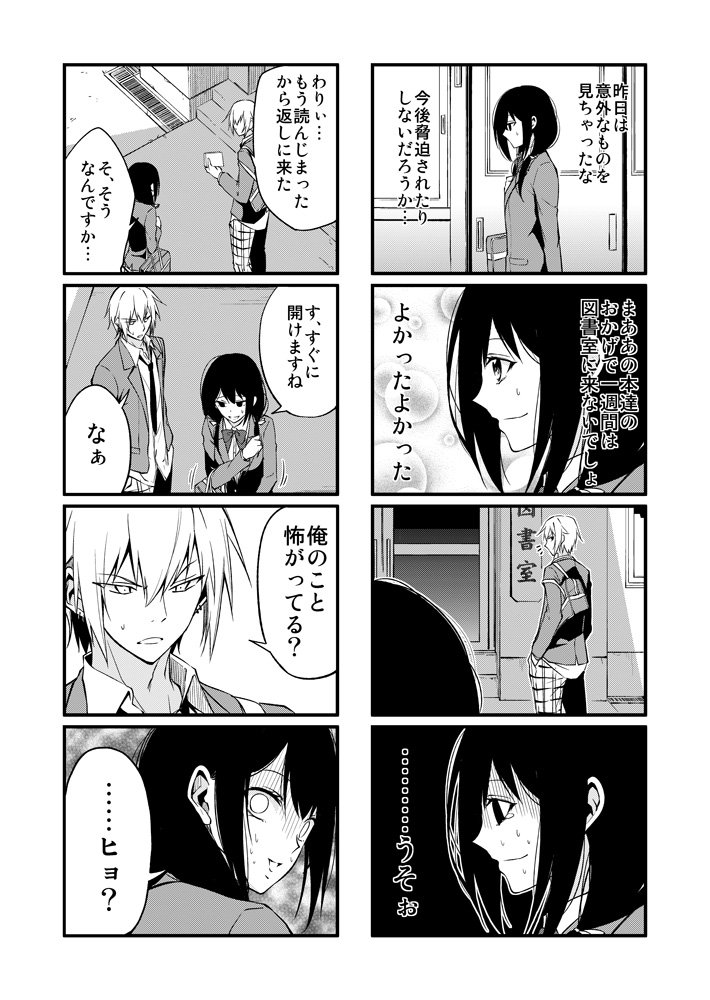 昨日は
意外なものを
見ちゃったな
今後脅迫されたり
しないだろうか…
まああの本達の
おかげで一週間は
図書室に来ないでしょ
よかったよかった
図書室
…………うそぉ
わりぃ…
もう読んじまった
から返しに来た
そ、そう
なんですか…
す、すぐに
開けますね
なぁ
俺のこと
怖がってる？
……ヒョ？